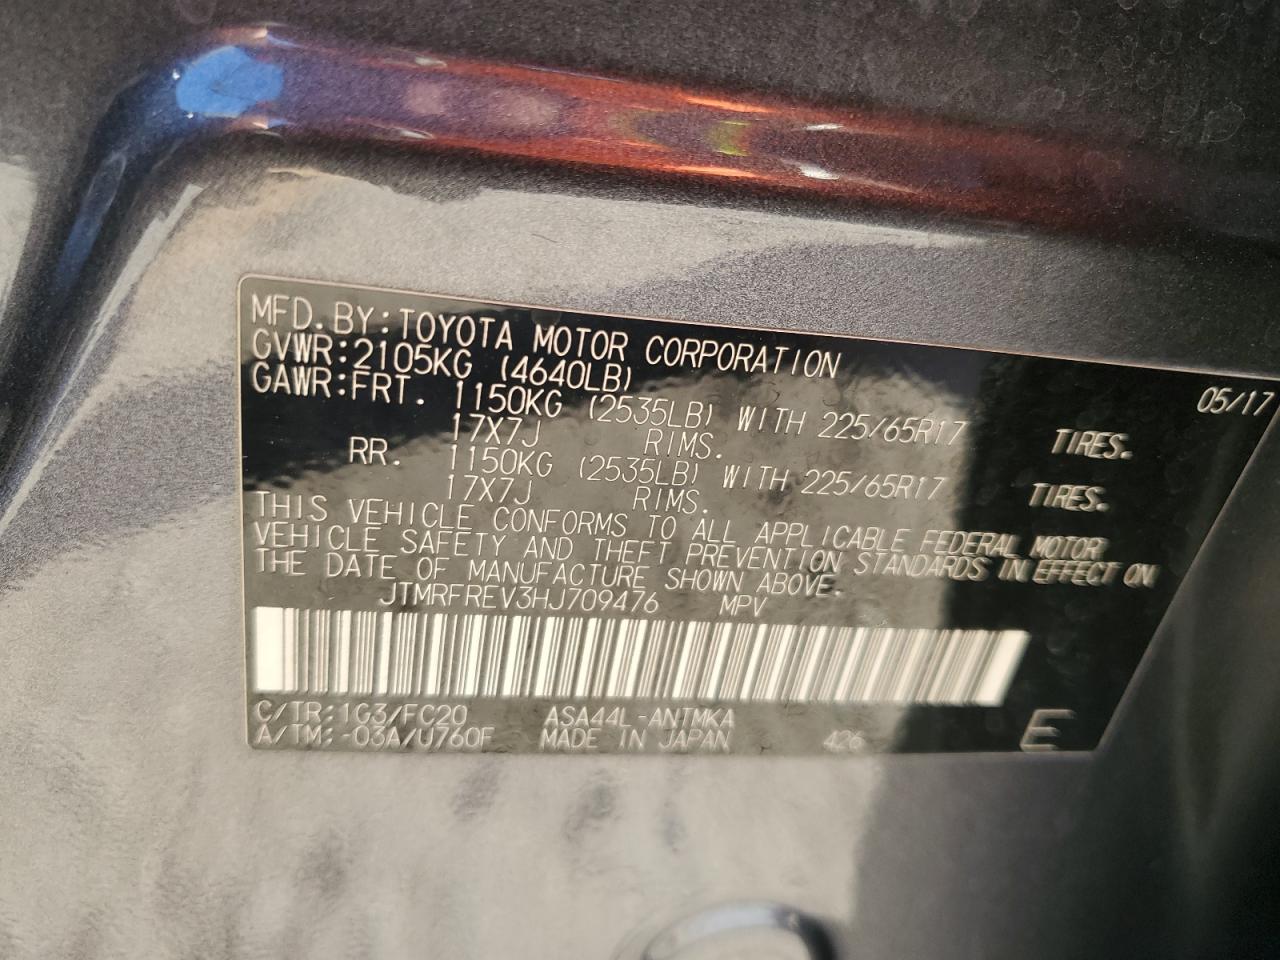 MFD. BY: TOYOTA MOTOR CORPORATION 05/17
GVWR: 2105KG (4640LB)
GAWR: FRT. 1150KG (2535LB) WITH 225/65R17 TIRES.
17X7J RIMS.
RR. 1150KG (2535LB) WITH 225/65R17 TIRES.
17X7J RIMS.
THIS VEHICLE CONFORMS TO ALL APPLICABLE FEDERAL MOTOR
VEHICLE SAFETY AND THEFT PREVENTION STANDARDS IN EFFECT ON
THE DATE OF MANUFACTURE SHOWN ABOVE.
JTMRFREV3HJ709476 MPV
C/TR: 1G3/FC20 ASA44L-ANTMKA
A/TM: -03A/U760F MADE IN JAPAN 426 E